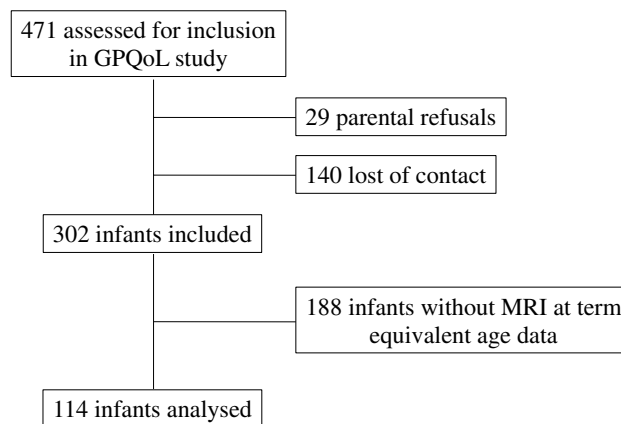 471 assessed for inclusion
in GPQoL study
29 parental refusals
140 lost of contact
302 infants included
188 infants without MRI at term
equivalent age data
114 infants analysed